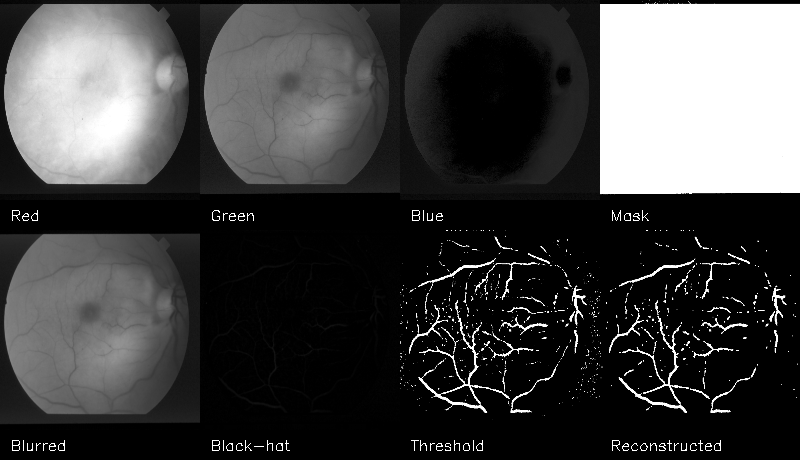 Red
Green
Blue
Mask
Blurred
Black-hat
Threshold
Reconstructed